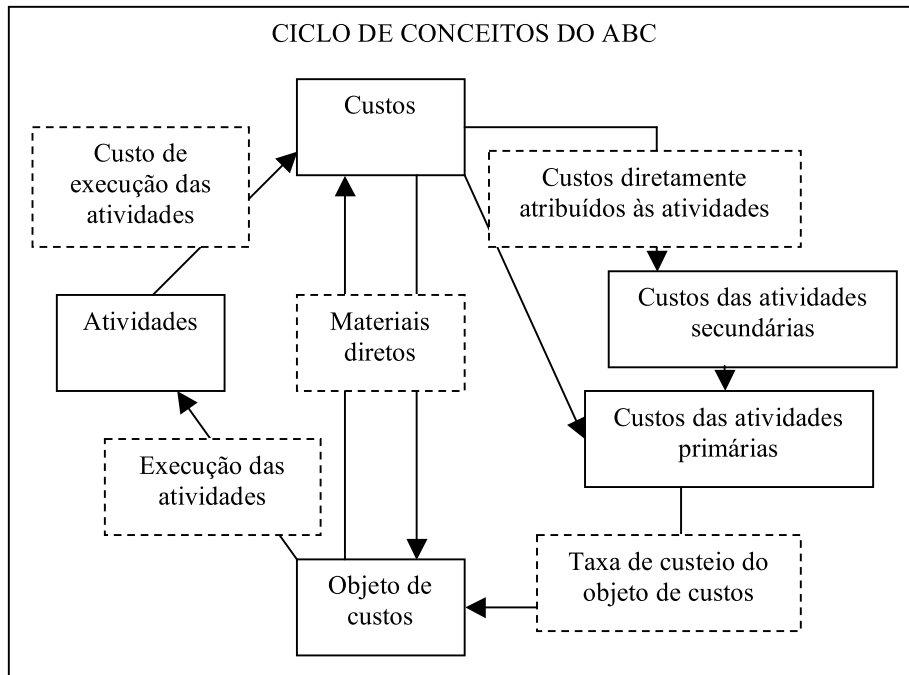 CICLO DE CONCEITOS DO ABC
Custos
Custo de
execução das
atividades
Custos diretamente
atribuídos às atividades
Custos das atividades
secundárias
Atividades
Materiais
diretos
Custos das atividades
primárias
Execução das
atividades
Taxa de custeio do
objeto de custos
Objeto de
custos